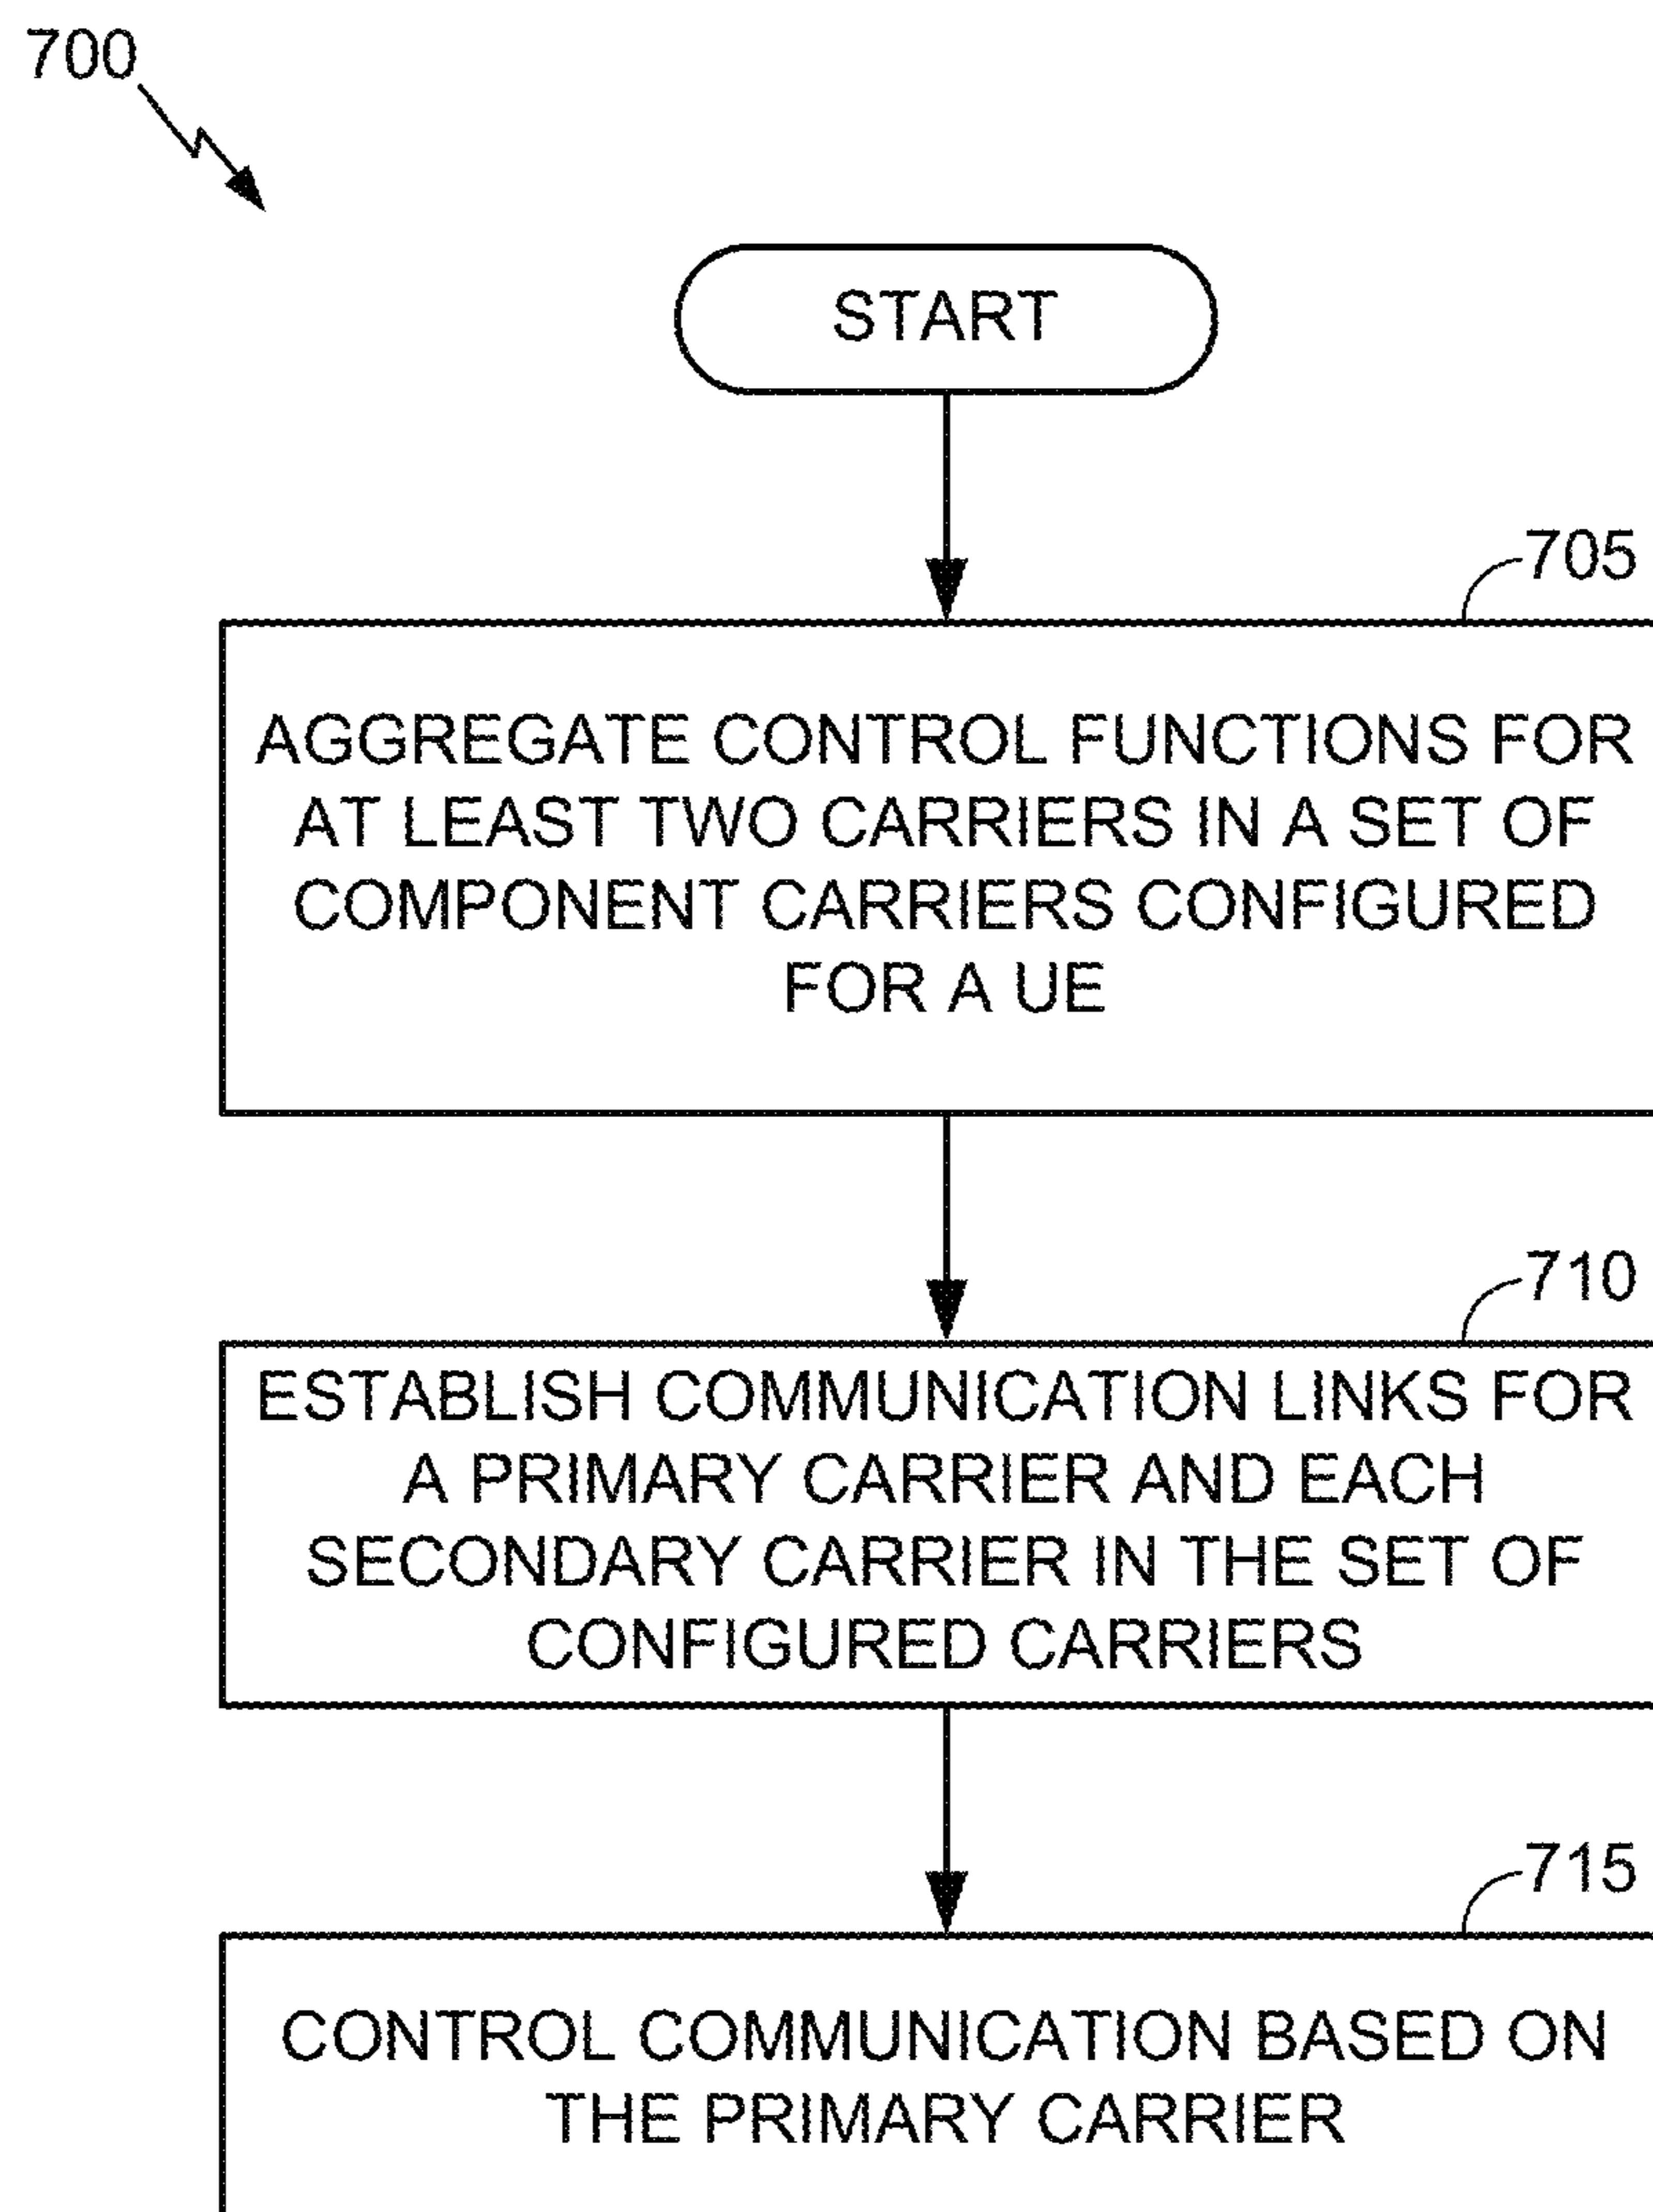 700
START
705
AGGREGATE CONTROL FUNCTIONS FOR
AT LEAST TWO CARRIERS IN A SET OF
COMPONENT CARRIERS CONFIGURED
FOR A UE
710
ESTABLISH COMMUNICATION LINKS FOR
A PRIMARY CARRIER AND EACH
SECONDARY CARRIER IN THE SET OF
CONFIGURED CARRIERS
715
CONTROL COMMUNICATION BASED ON
THE PRIMARY CARRIER